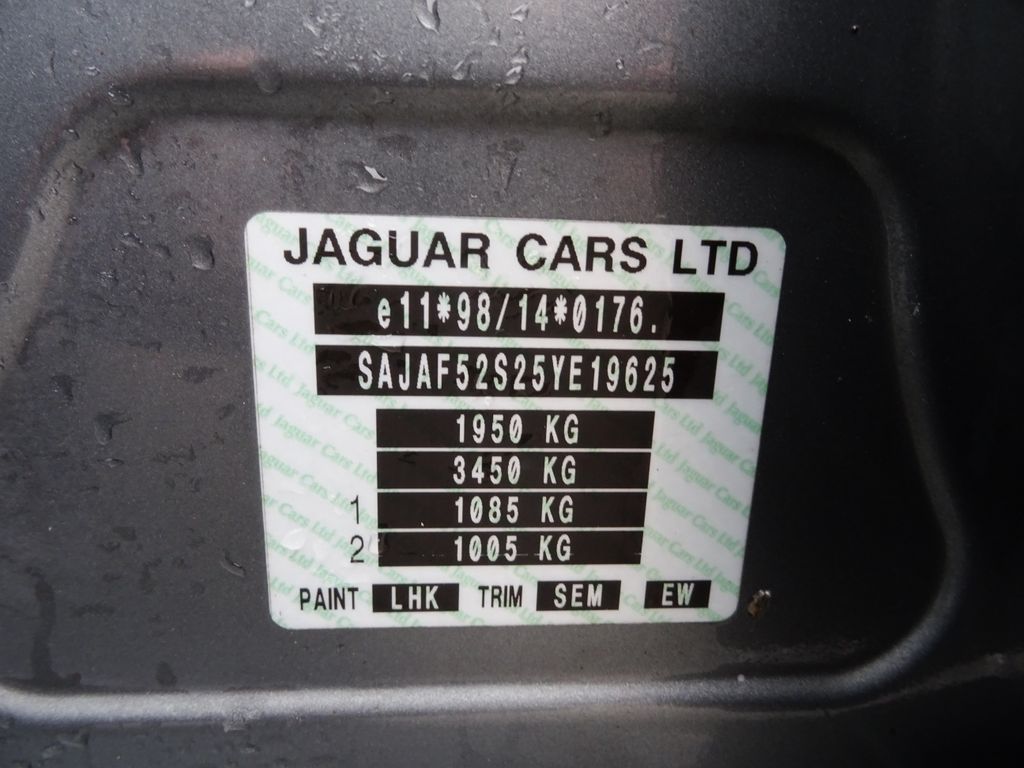 JAGUAR CARS LTD
e11*98/14*0176.
SAJAF52S25YE19625
1950 KG
3450 KG
1 1085 KG
2 1005 KG
PAINT LHK TRIM SEM EW